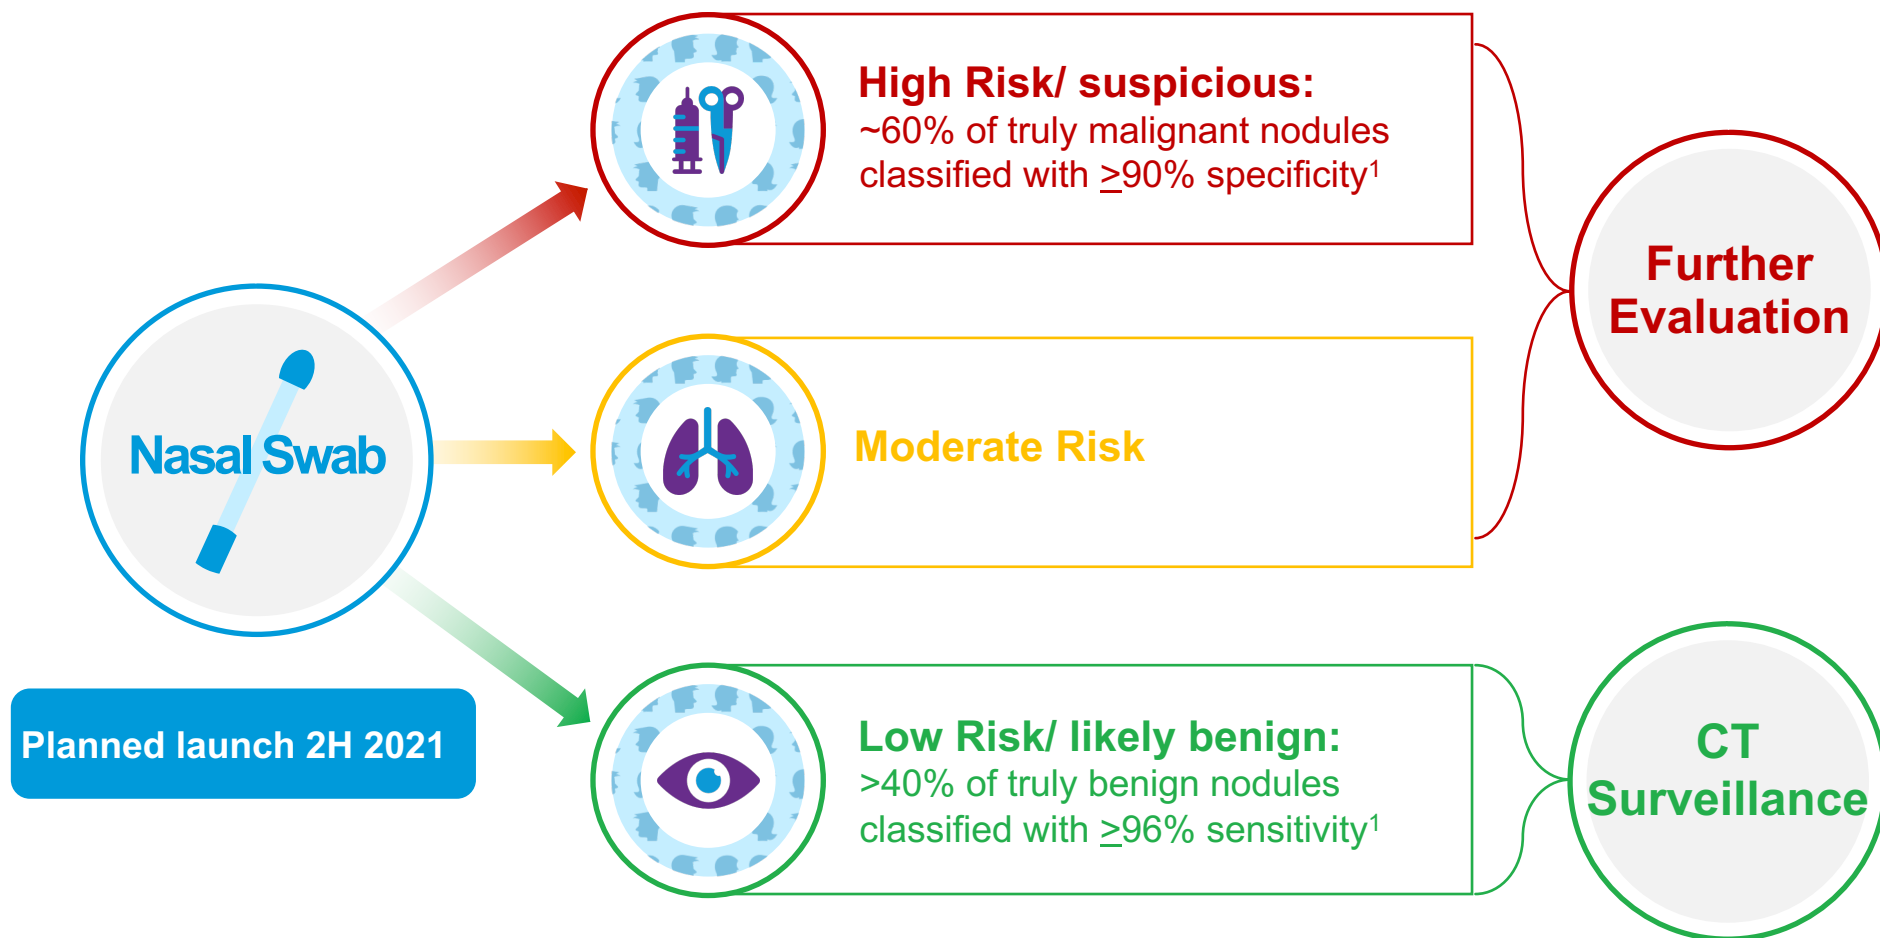 High Risk/ suspicious:
~60% of truly malignant nodules
classified with ≥90% specificity¹
Further
Evaluation
Nasal Swab
Moderate Risk
Planned launch 2H 2021
Low Risk/ likely benign:
>40% of truly benign nodules
classified with ≥96% sensitivity¹
CT
Surveillance